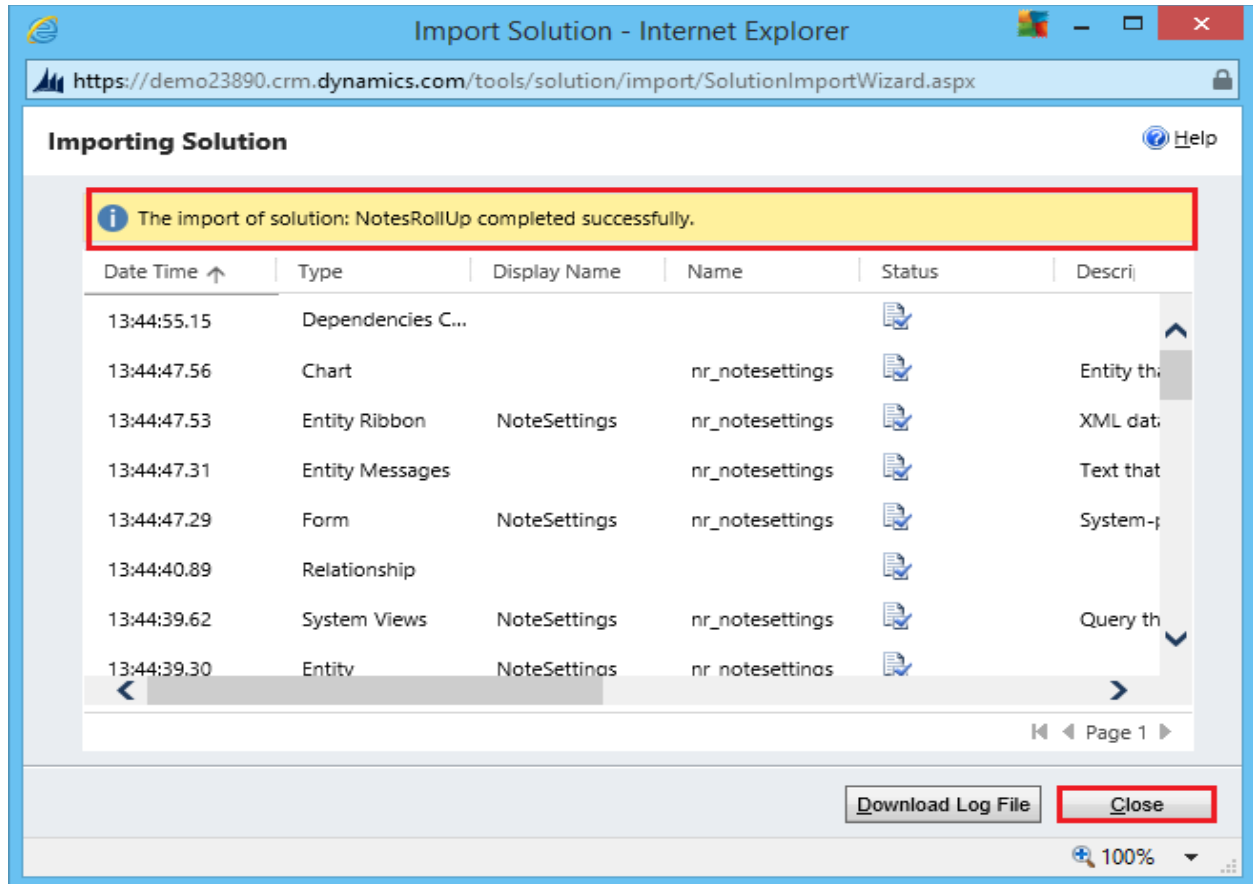 Import Solution - Internet Explorer
https://demo23890.crm.dynamics.com/tools/solution/import/SolutionImportWizard.aspx
Importing Solution Help
The import of solution: NotesRollUp completed successfully.
Date Time Type Display Name Name Status Descri
13:44:55.15 Dependencies C...
13:44:47.56 Chart nr_notesettings Entity tha
13:44:47.53 Entity Ribbon NoteSettings nr_notesettings XML data
13:44:47.31 Entity Messages nr_notesettings Text that
13:44:47.29 Form NoteSettings nr_notesettings System-p
13:44:40.89 Relationship
13:44:39.62 System Views NoteSettings nr_notesettings Query th
13:44:39.30 Entity NoteSettings nr_notesettings
Page 1
Download Log File Close
100%